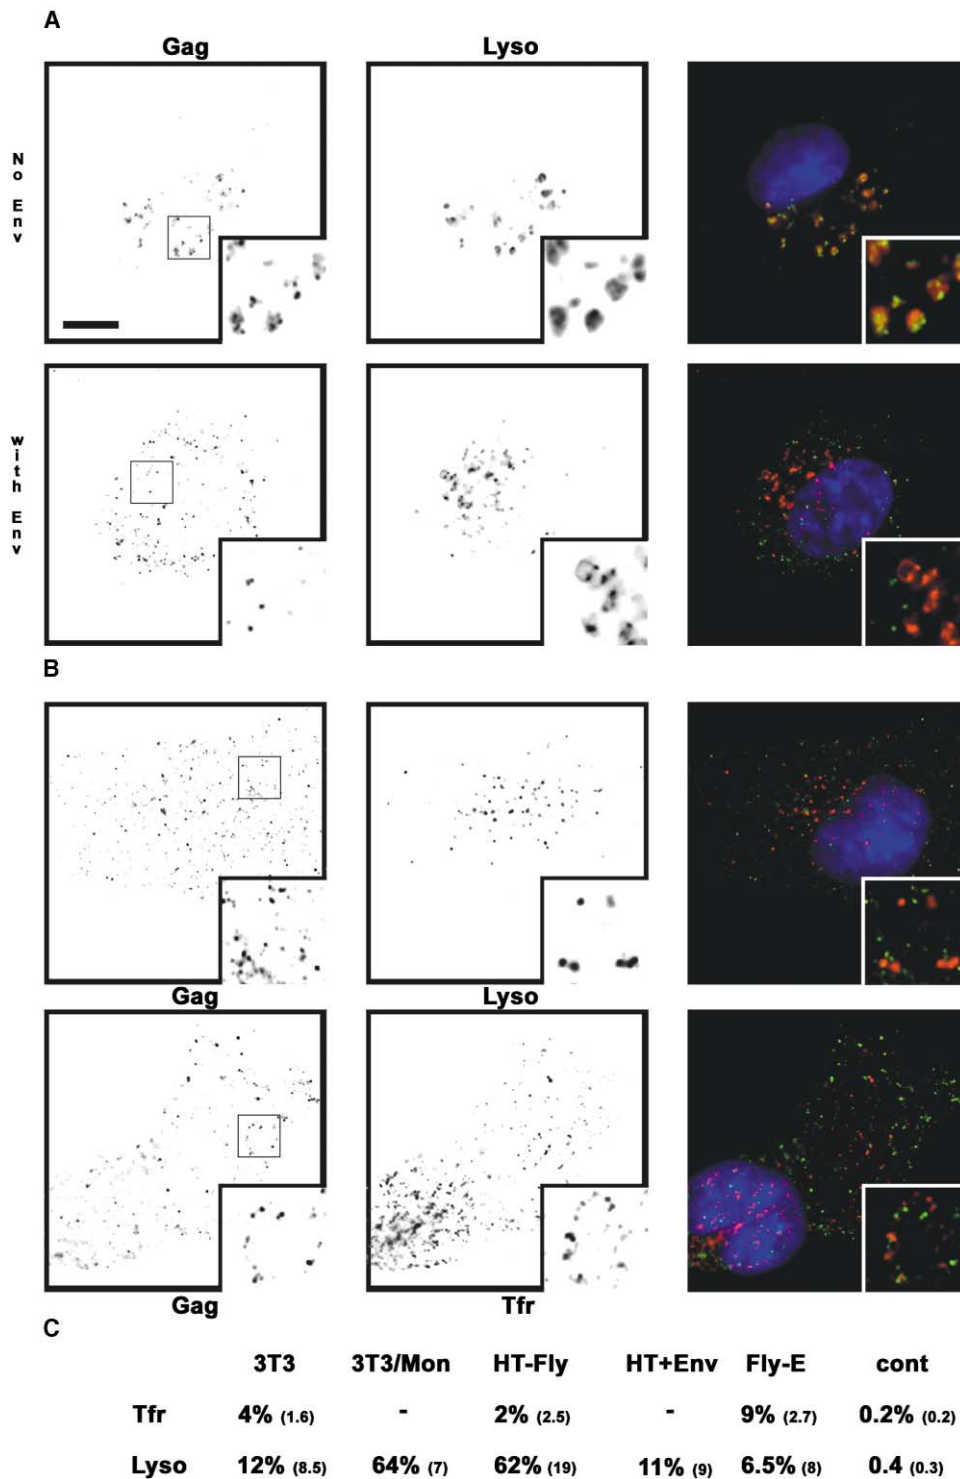 A
Gag Lyso
No Env
with Env
B
Gag Lyso
Gag Tfr
C
3T3 3T3/Mon HT-Fly HT+Env Fly-E cont
Tfr 4% (1.6) - 2% (2.5) - 9% (2.7) 0.2% (0.2)
Lyso 12% (8.5) 64% (7) 62% (19) 11% (9) 6.5% (8) 0.4 (0.3)